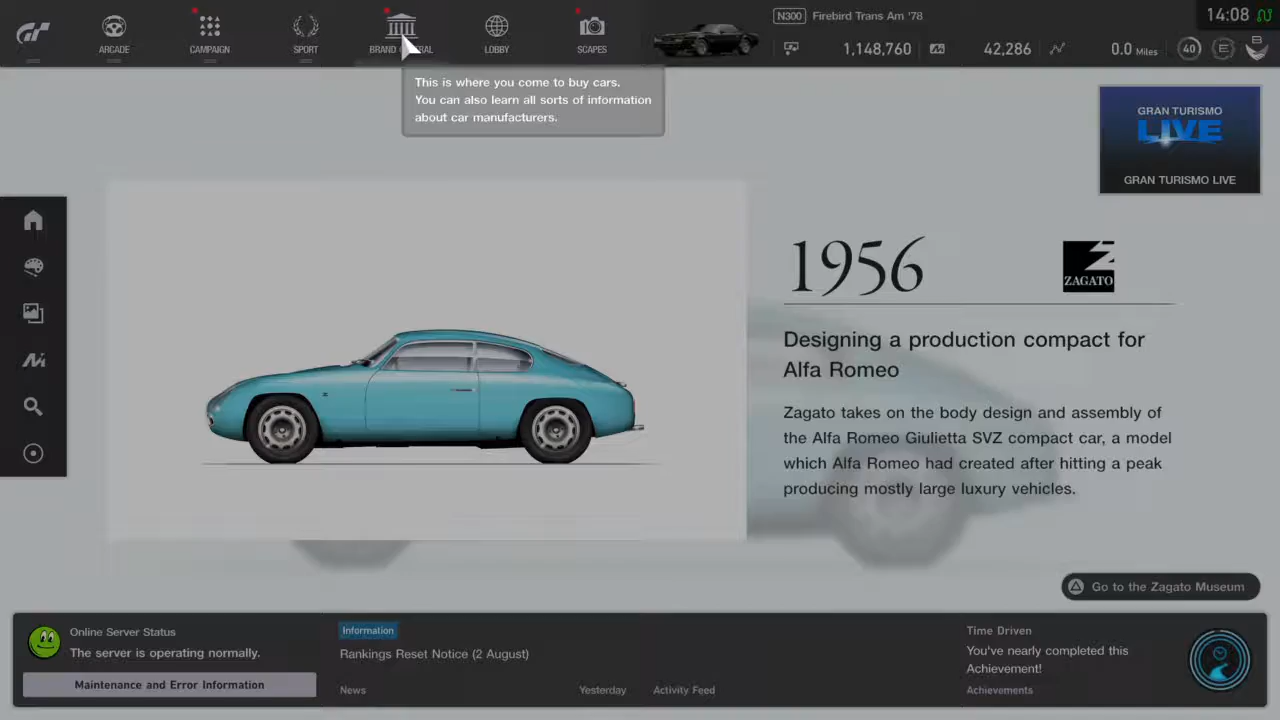 N300 Firebird Trans Am '78
14:08
ARCADE
CAMPAIGN
SPORT
BRAND
LOBBY
SCAPES
1,148,760
42,286
0.0 Miles
40
E
This is where you come to buy cars.
You can also learn all sorts of information
about car manufacturers.
GRAN TURISMO
LIVE
GRAN TURISMO LIVE
1956
ZAGATO
Designing a production compact for
Alfa Romeo
Zagato takes on the body design and assembly of
the Alfa Romeo Giulietta SVZ compact car, a model
which Alfa Romeo had created after hitting a peak
producing mostly large luxury vehicles.
Go to the Zagato Museum
Online Server Status
The server is operating normally.
Maintenance and Error Information
Information
Rankings Reset Notice (2 August)
News
Yesterday
Activity Feed
Time Driven
You've nearly completed this
Achievement!
Achievements